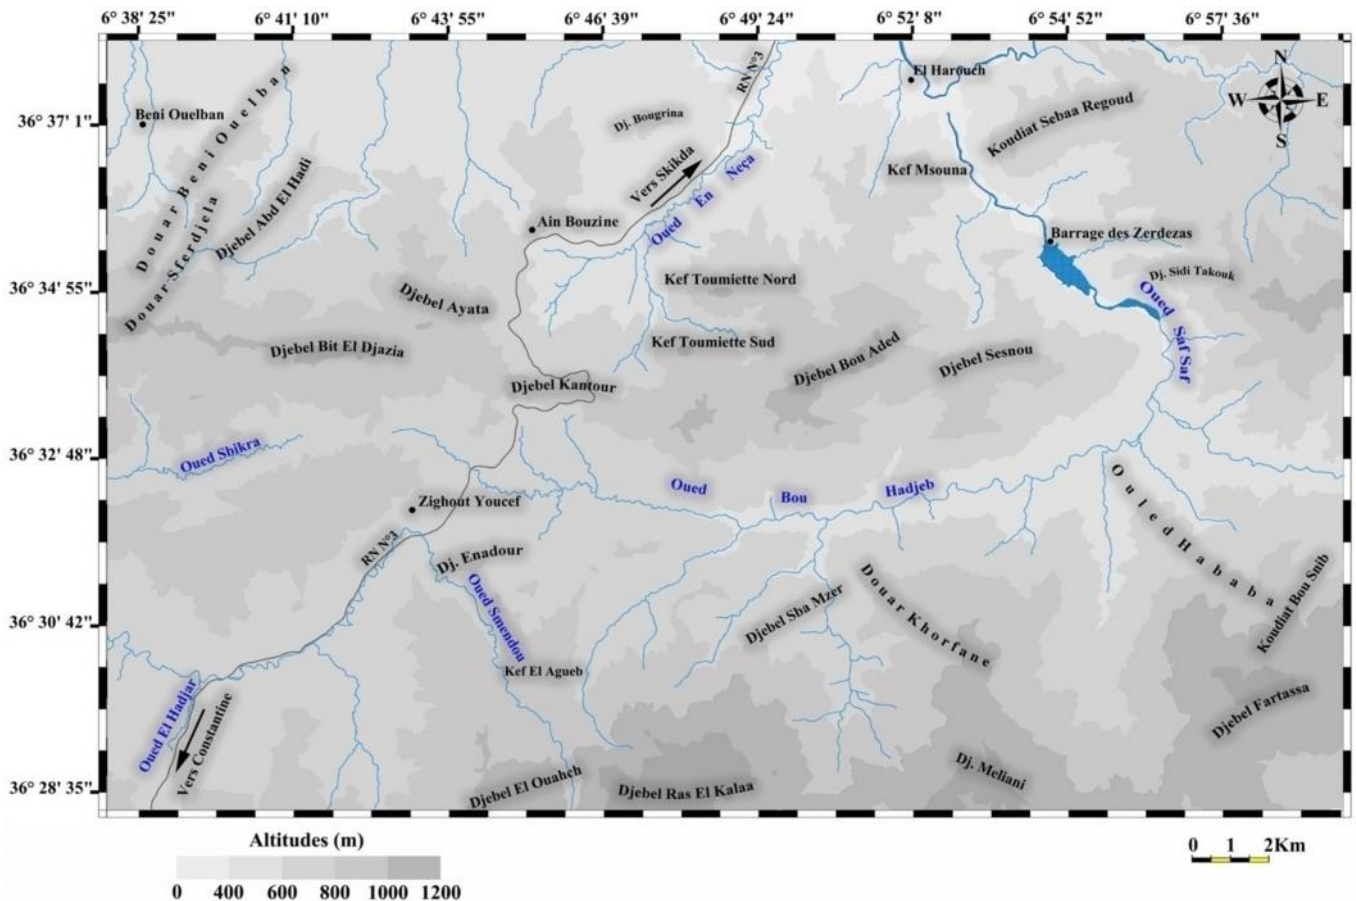 6° 38' 25" 6° 41' 10" 6° 43' 55" 6° 46' 39" 6° 49' 24" 6° 52' 8" 6° 54' 52" 6° 57' 36"
N
W E
S
El Harouch
RN N°3
Beni Ouelban
Douar Beni Ouelban
Dj. Bougrina
Koudiat Sebaa Regoud
36° 37' 1"
Vers Skikda
Oued En Neça
Kef Msouna
Djebel Abd El Hadi
Douar Sferdjela
Ain Bouzine
Barrage des Zerdezas
Dj. Sidi Takouk
36° 34' 55"
Kef Toumiette Nord
Djebel Ayata
Oued Saf Saf
Djebel Bit El Djazia
Kef Toumiette Sud
Djebel Bou Aded
Djebel Sesnou
Djebel Kantour
36° 32' 48"
Oued Sbikra
Oued Bou Hadjeb
Ouled Hababa
Zighout Youcef
RN N°3
Dj. Enadour
Oued Smendou
Djebel Sba Mzer
Douar Khorfane
Koudiat Bou Snib
36° 30' 42"
Kef El Agueb
Oued El Hadjar
Vers Constantine
Djebel Fartassa
36° 28' 35"
Djebel El Ouahch
Djebel Ras El Kalaa
Dj. Meliani
Altitudes (m)
0 400 600 800 1000 1200
0 1 2Km